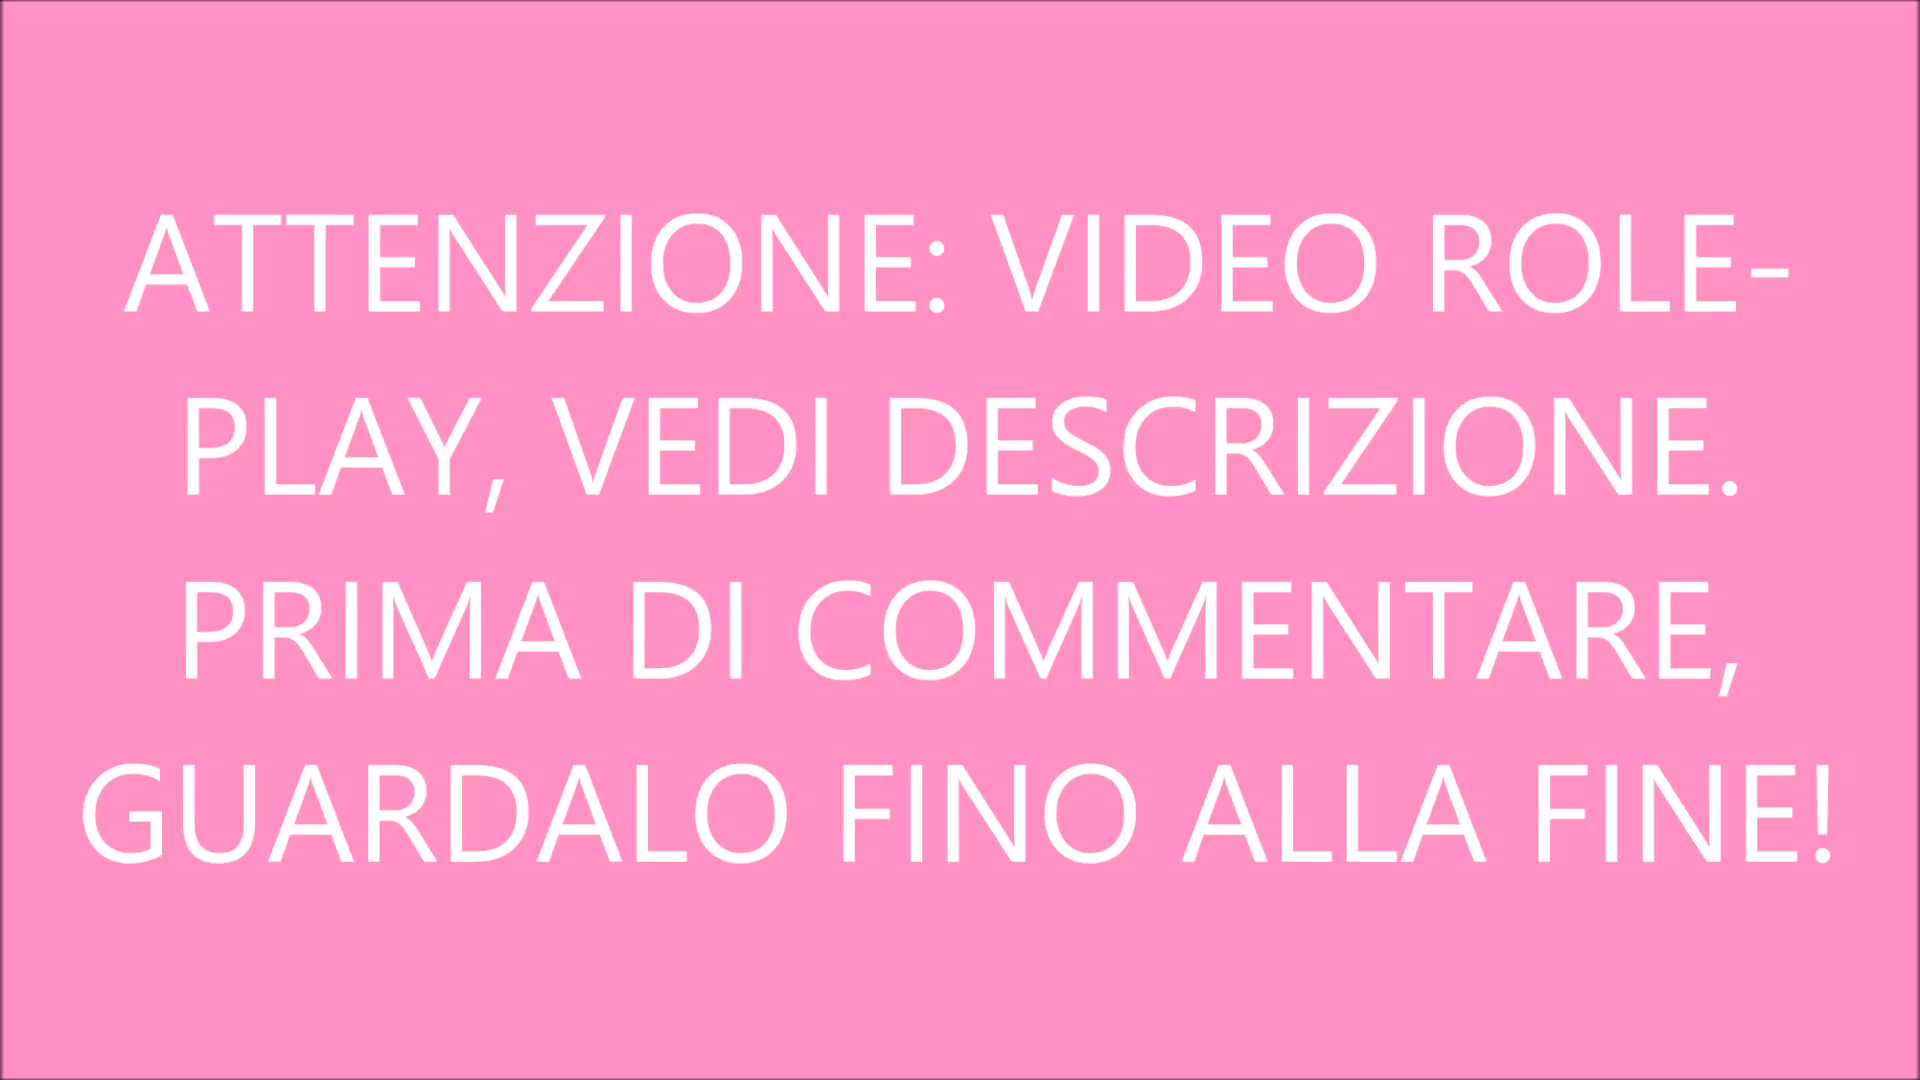 ATTENZIONE: VIDEO ROLE-
PLAY, VEDI DESCRIZIONE.
PRIMA DI COMMENTARE,
GUARDALO FINO ALLA FINE!